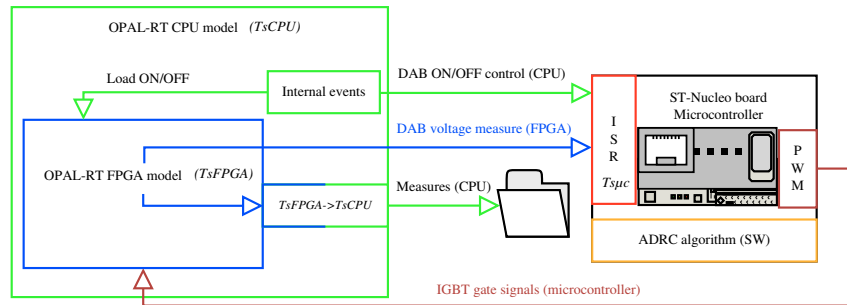 OPAL-RT CPU model (TsCPU)
Load ON/OFF
Internal events
DAB ON/OFF control (CPU)
ST-Nucleo board
Microcontroller
DAB voltage measure (FPGA)
I
S
R
Tsμc
P
W
M
OPAL-RT FPGA model (TsFPGA)
TsFPGA->TsCPU
Measures (CPU)
ADRC algorithm (SW)
IGBT gate signals (microcontroller)